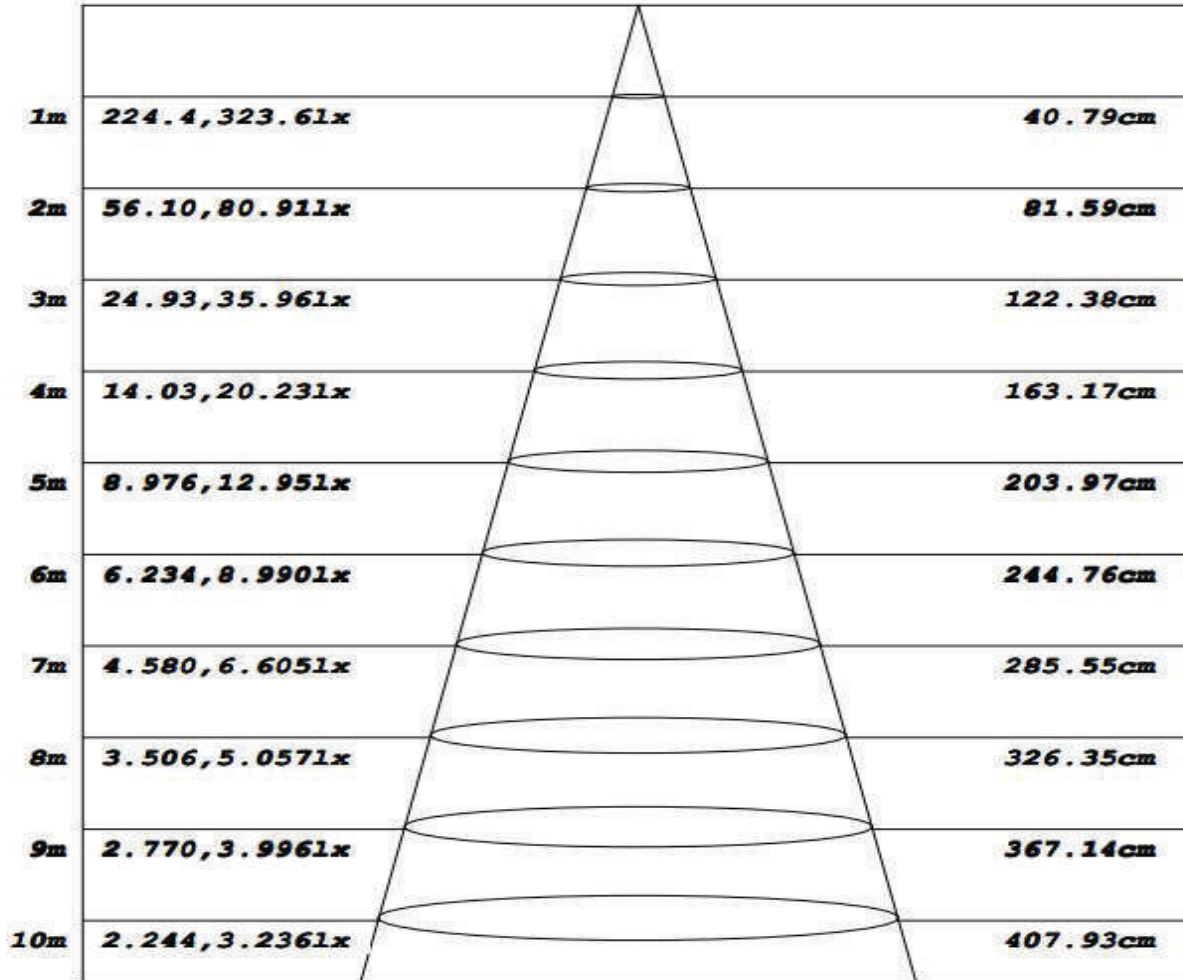 1m 224.4,323.6lx 40.79cm
2m 56.10,80.91lx 81.59cm
3m 24.93,35.96lx 122.38cm
4m 14.03,20.23lx 163.17cm
5m 8.976,12.95lx 203.97cm
6m 6.234,8.990lx 244.76cm
7m 4.580,6.605lx 285.55cm
8m 3.506,5.057lx 326.35cm
9m 2.770,3.996lx 367.14cm
10m 2.244,3.236lx 407.93cm